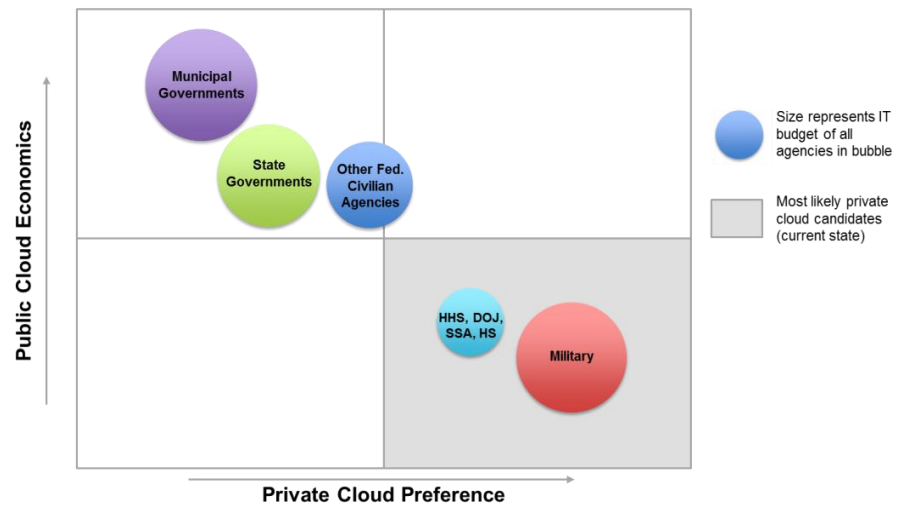 Municipal
Governments
State
Governments
Other Fed.
Civilian
Agencies
HHS, DOJ,
SSA, HS
Military
Size represents IT
budget of all
agencies in bubble
Most likely private
cloud candidates
(current state)
Public Cloud Economics
Private Cloud Preference